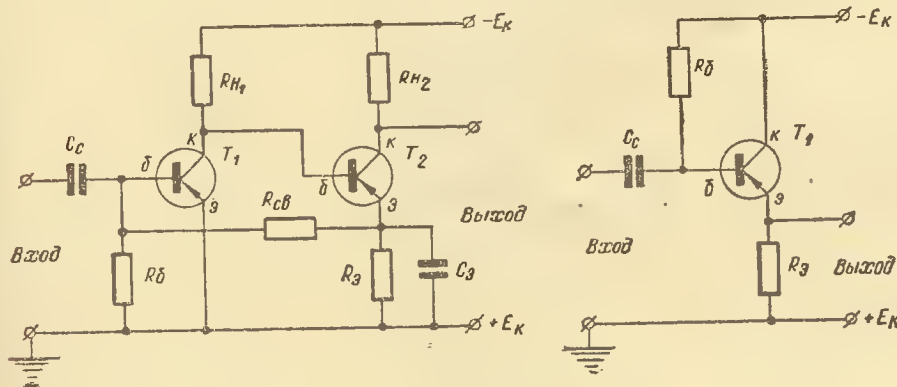 −Eк
Rн₁
Rн₂
Cс
к
T₁
б
э
к
T₂
б
э
Rсв
Вход
Rб
Rэ
Cэ
Выход
+Eк
−Eк
Rб
к
T₁
Cс
б
э
Вход
Rэ
Выход
+Eк